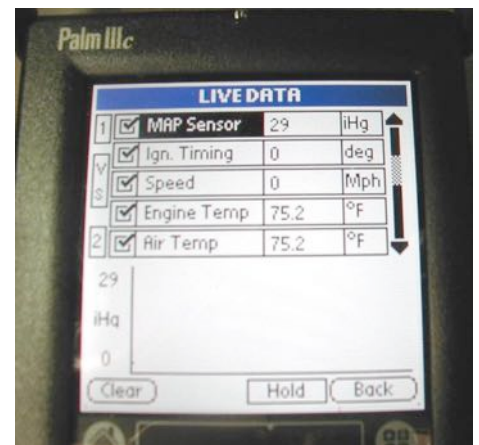 Palm IIIc
LIVE DATA
1 MAP Sensor 29 iHg
Ign. Timing 0 deg
VS Speed 0 Mph
Engine Temp 75.2 °F
2 Air Temp 75.2 °F
29
iHg
0
Clear Hold Back